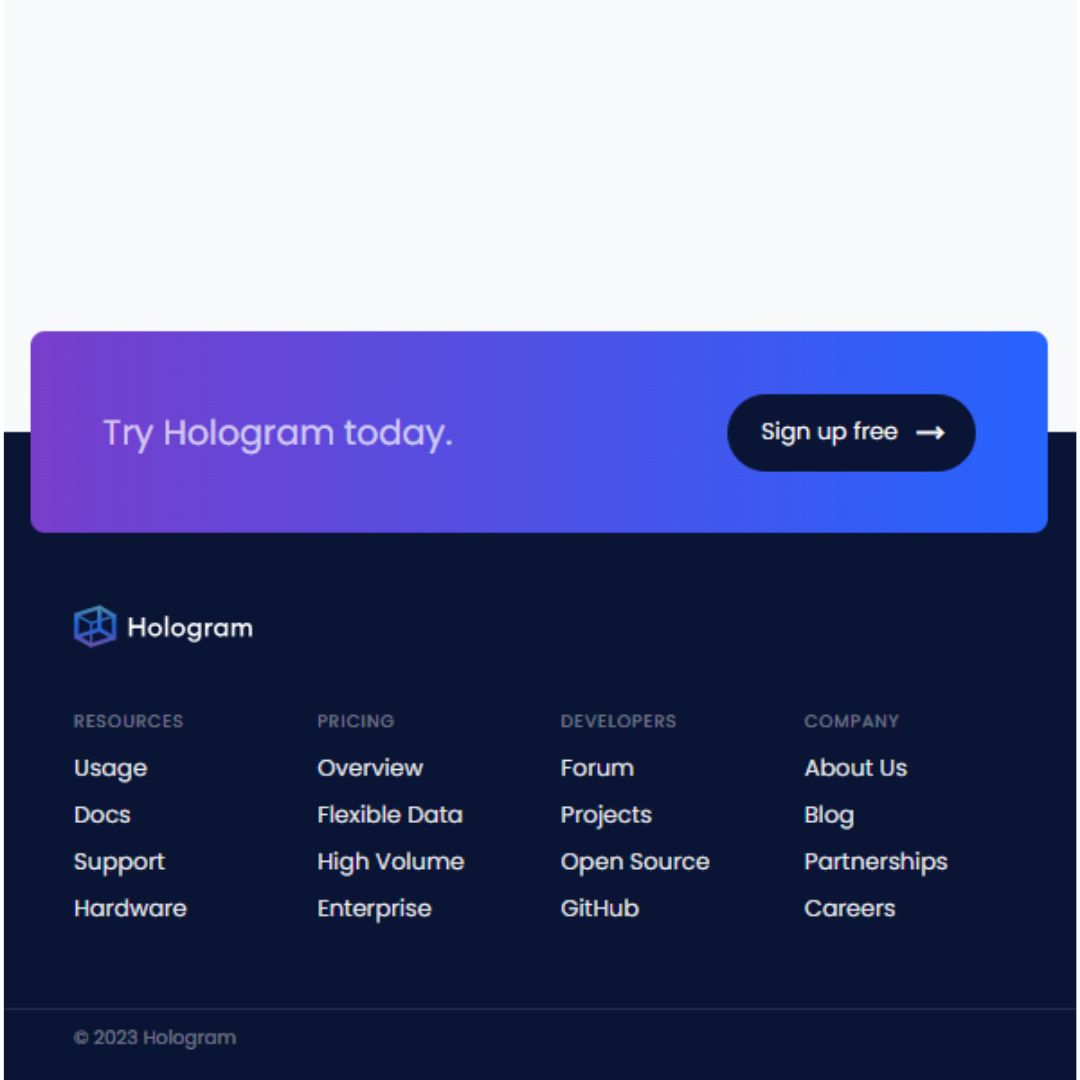 Try Hologram today.
Sign up free →
Hologram
RESOURCES
Usage
Docs
Support
Hardware
PRICING
Overview
Flexible Data
High Volume
Enterprise
DEVELOPERS
Forum
Projects
Open Source
GitHub
COMPANY
About Us
Blog
Partnerships
Careers
© 2023 Hologram